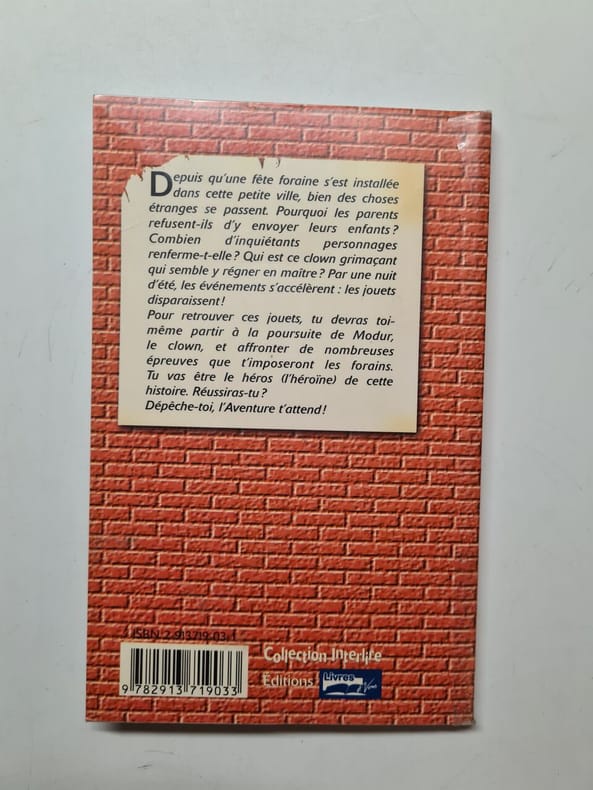 Depuis qu'une fête foraine s'est installée
dans cette petite ville, bien des choses
étranges se passent. Pourquoi les parents
refusent-ils d'y envoyer leurs enfants ?
Combien d'inquiétants personnages
renferme-t-elle ? Qui est ce clown grimaçant
qui semble y régner en maître ? Par une nuit
d'été, les événements s'accélèrent : les jouets
disparaissent !
Pour retrouver ces jouets, tu devras toi-
même partir à la poursuite de Modur,
le clown, et affronter de nombreuses
épreuves que t'imposeront les forains.
Tu vas être le héros (l'héroïne) de cette
histoire. Réussiras-tu ?
Dépêche-toi, l'Aventure t'attend !
ISBN 2-913719-03-1
9 782913 719033
Collection Interlire
Éditions Livres